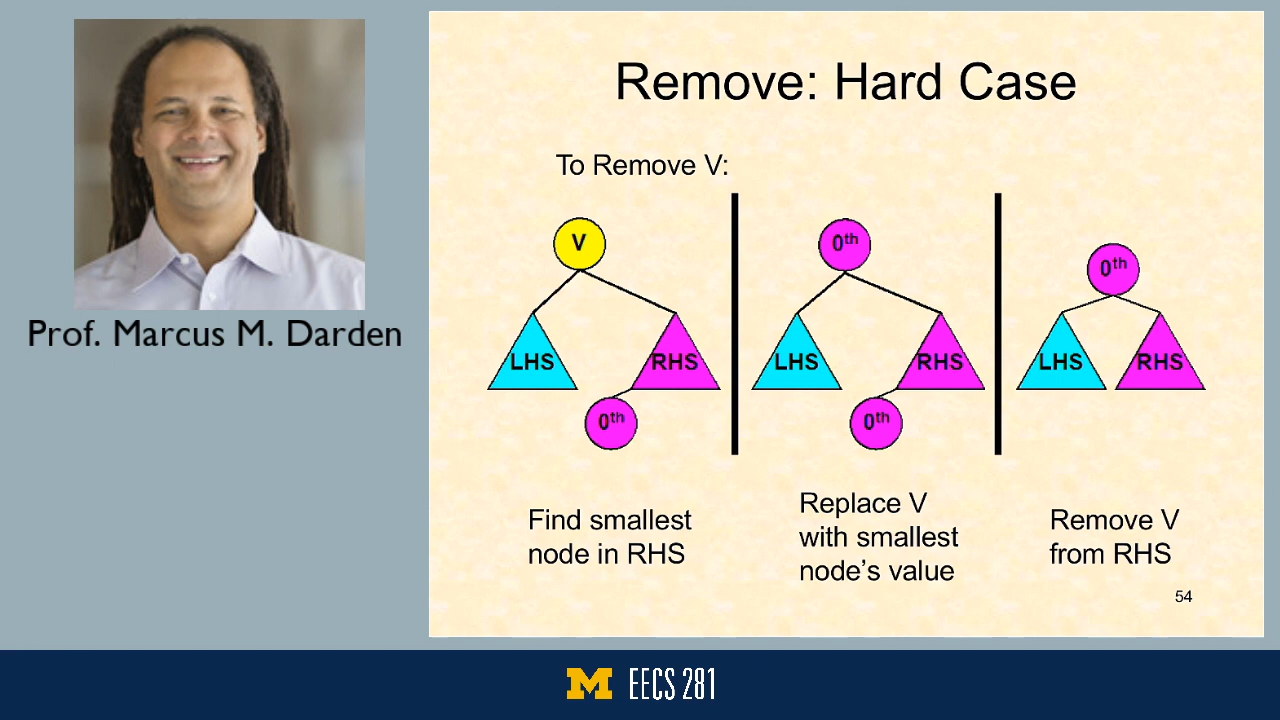 Prof. Marcus M. Darden
Remove: Hard Case
To Remove V:
V
LHS
RHS
0th
Find smallest
node in RHS
0th
LHS
RHS
0th
Replace V
with smallest
node’s value
0th
LHS
RHS
Remove V
from RHS
54
M EECS 281